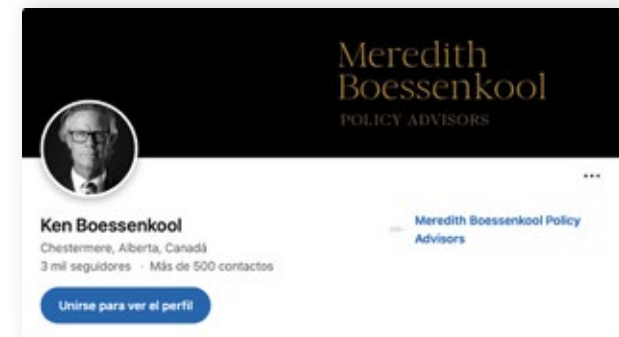 Meredith
Boessenkool
POLICY ADVISORS
Ken Boessenkool
Chestermere, Alberta, Canadá
3 mil seguidores · Más de 500 contactos
Unirse para ver el perfil
Meredith Boessenkool Policy
Advisors